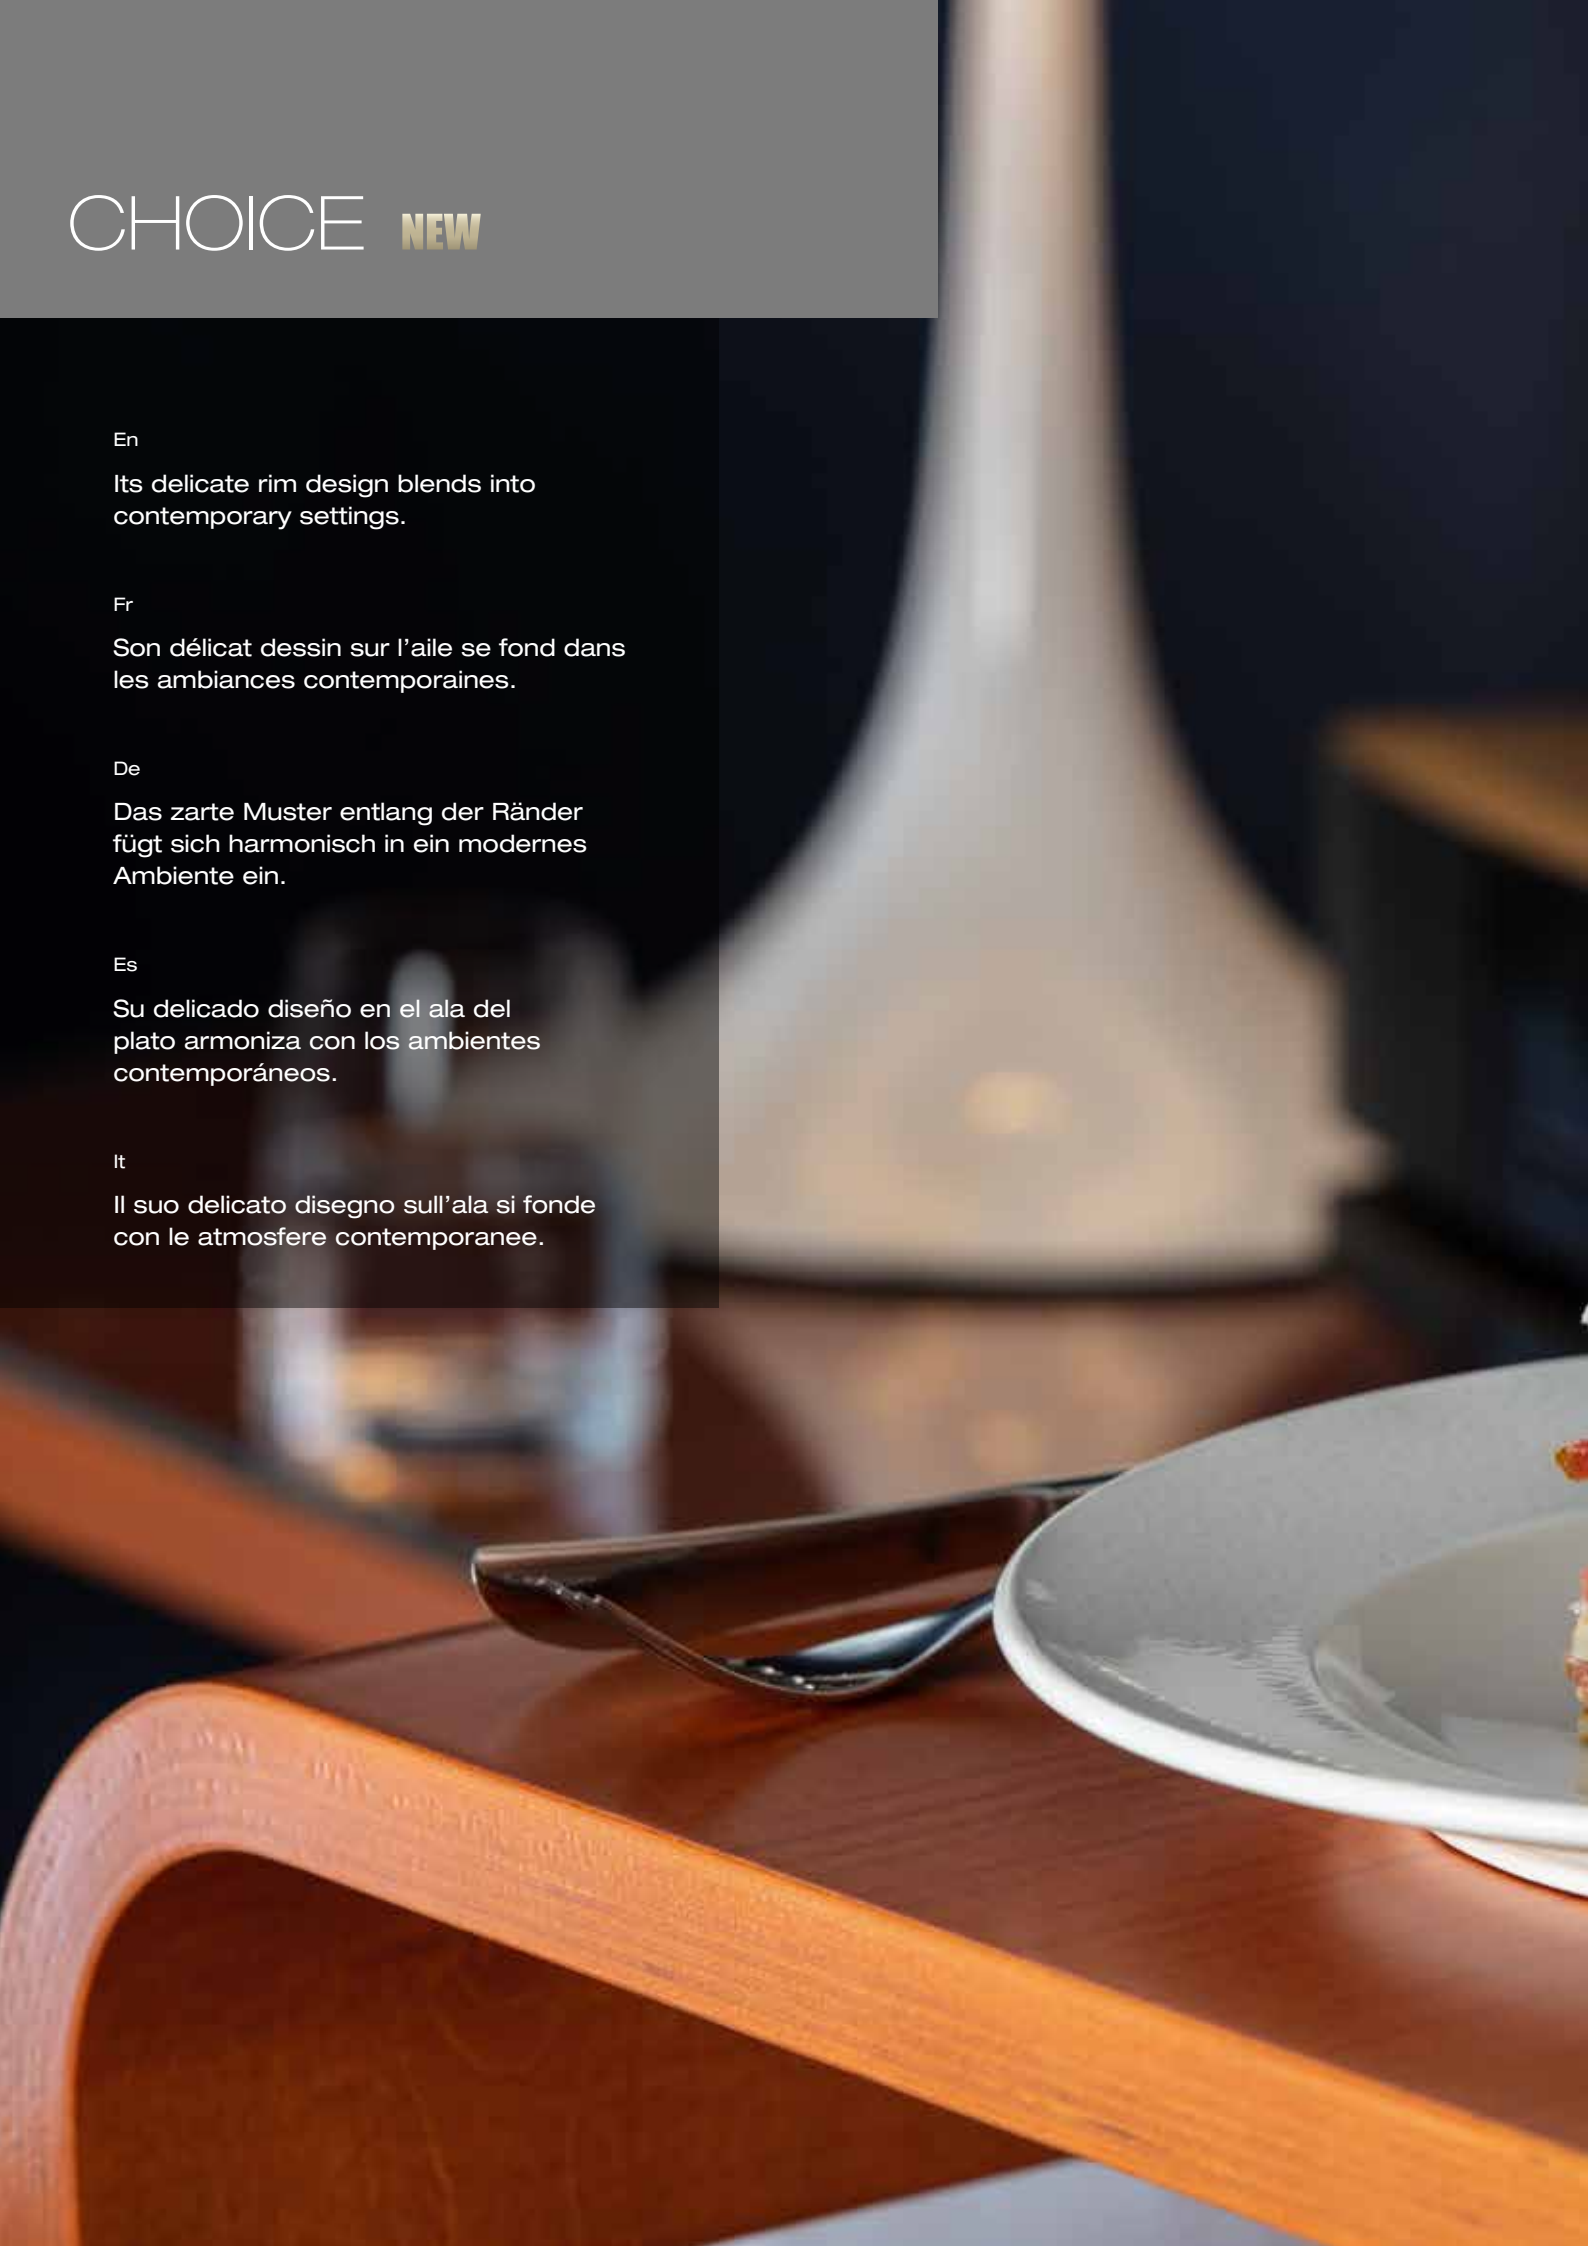 CHOICE NEW
En
Its delicate rim design blends into
contemporary settings.
Fr
Son délicat dessin sur l’aile se fond dans
les ambiances contemporaines.
De
Das zarte Muster entlang der Ränder
fügt sich harmonisch in ein modernes
Ambiente ein.
Es
Su delicado diseño en el ala del
plato armoniza con los ambientes
contemporáneos.
It
Il suo delicato disegno sull’ala si fonde
con le atmosfere contemporanee.